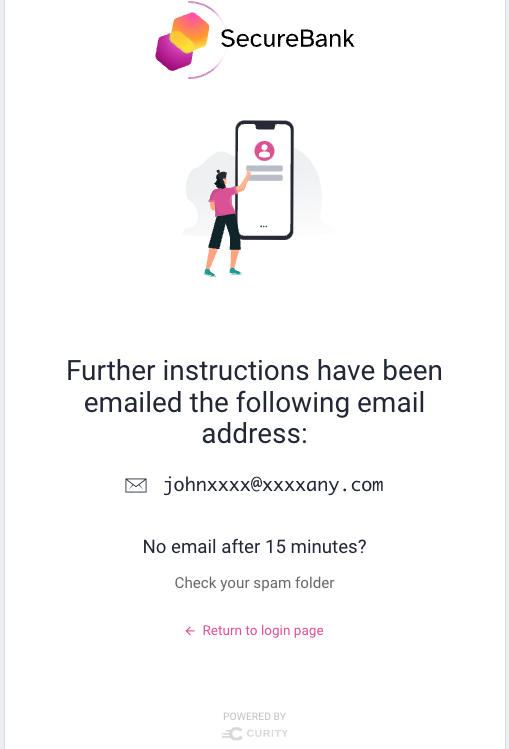 SecureBank
Further instructions have been
emailed the following email
address:
johnxxxx@xxxxany.com
No email after 15 minutes?
Check your spam folder
← Return to login page
POWERED BY
CURITY